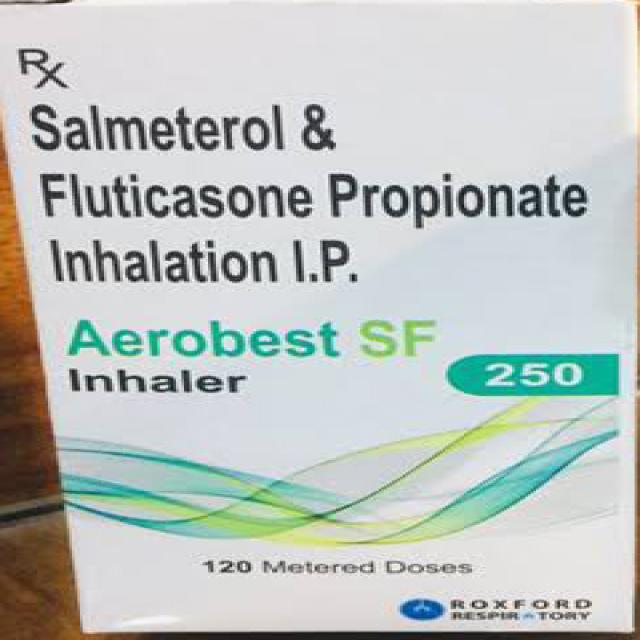 Rx
Salmeterol &
Fluticasone Propionate
Inhalation I.P.
Aerobest SF
Inhaler
250
120 Metered Doses
ROXFORD
RESPIRATORY